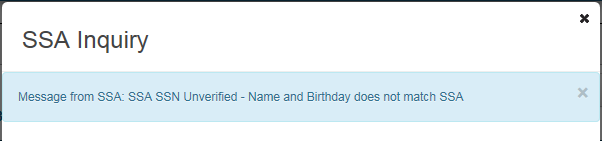 SSA Inquiry
Message from SSA: SSA SSN Unverified - Name and Birthday does not match SSA